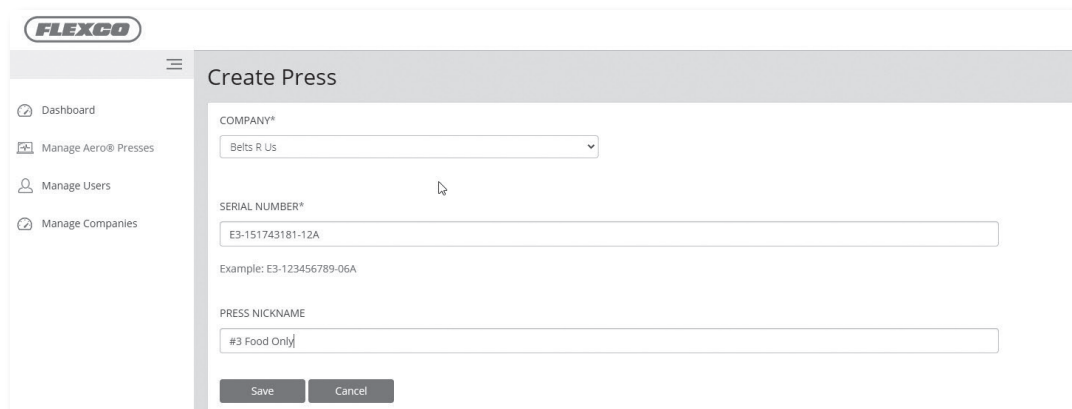 FLEXCO
Create Press
Dashboard
Manage Aero® Presses
Manage Users
Manage Companies
COMPANY*
Belts R Us
SERIAL NUMBER*
E3-151743181-12A
Example: E3-123456789-06A
PRESS NICKNAME
#3 Food Only
Save Cancel